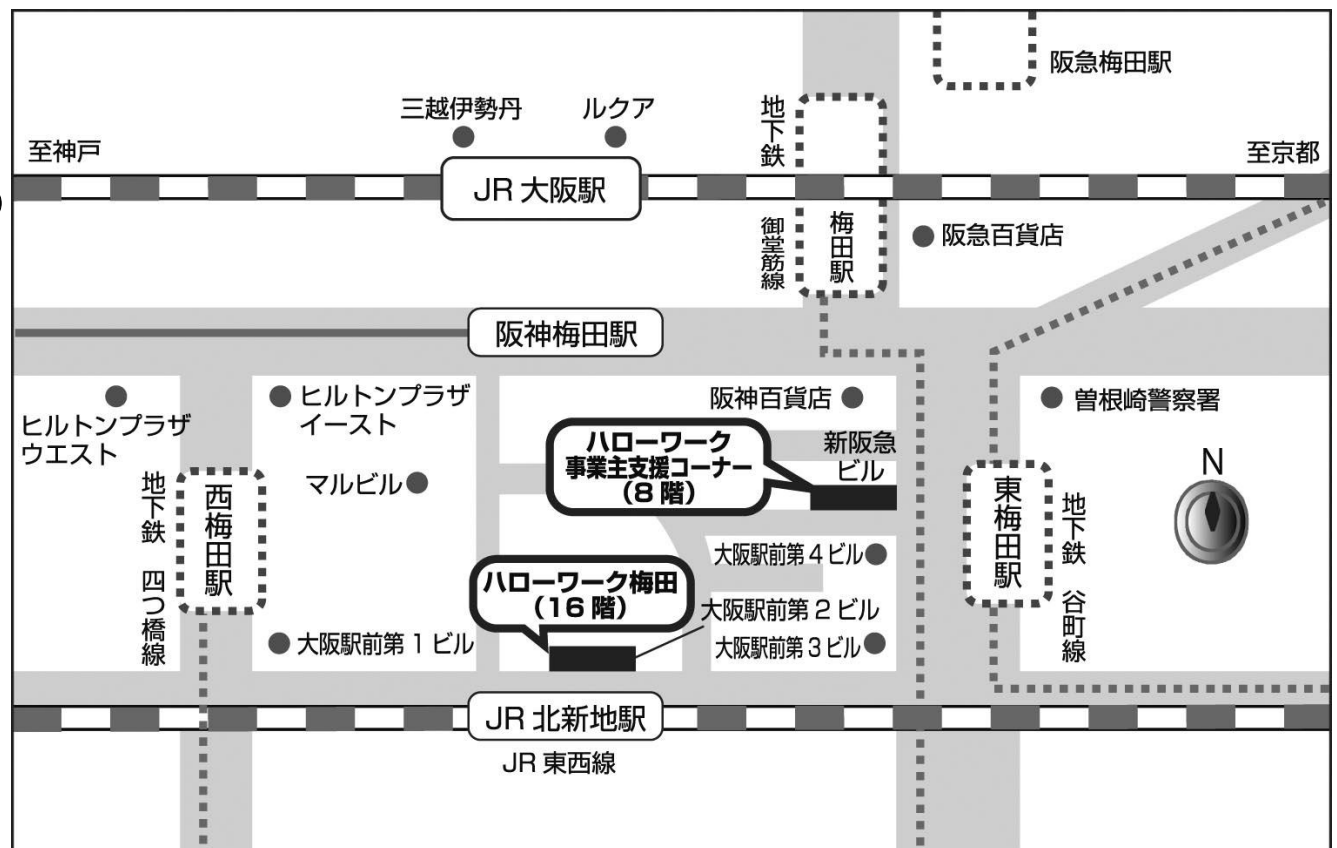 阪急梅田駅
三越伊勢丹
ルクア
地下鉄
至神戸
至京都
JR 大阪駅
御堂筋線
梅田駅
阪急百貨店
阪神梅田駅
ヒルトンプラザ
ウエスト
ヒルトンプラザ
イースト
阪神百貨店
曽根崎警察署
ハローワーク
事業主支援コーナー
(8 階)
新阪急
ビル
マルビル
N
地下鉄 四つ橋線
西梅田駅
東梅田駅
地下鉄 谷町線
大阪駅前第 4 ビル
ハローワーク梅田
(16 階)
大阪駅前第 2 ビル
大阪駅前第 1 ビル
大阪駅前第 3 ビル
JR 北新地駅
JR 東西線